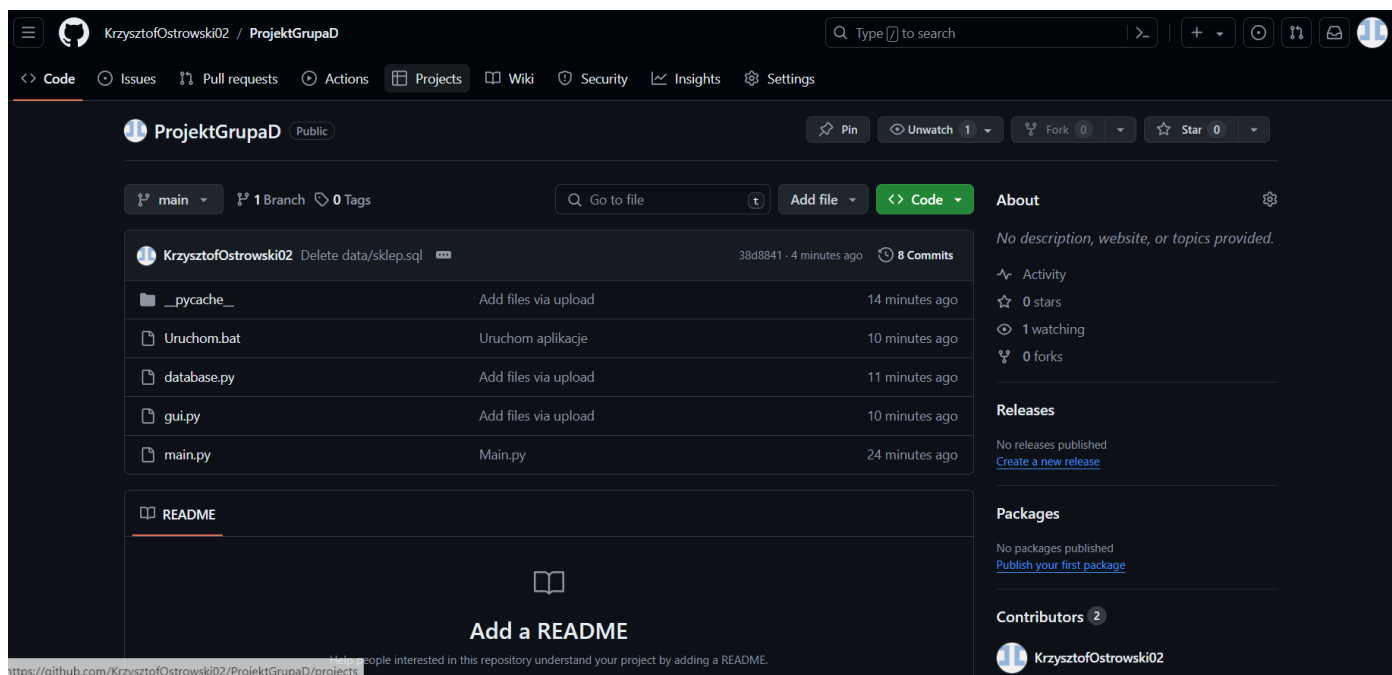 KrzysztofOstrowski02 / ProjektGrupaD
Type / to search
Code Issues Pull requests Actions Projects Wiki Security Insights Settings
ProjektGrupaD Public
Pin Unwatch 1 Fork 0 Star 0
main 1 Branch 0 Tags
Go to file t Add file Code
KrzysztofOstrowski02 Delete data/sklep.sql 38d8841 · 4 minutes ago 8 Commits
__pycache__ Add files via upload 14 minutes ago
Uruchom.bat Uruchom aplikacje 10 minutes ago
database.py Add files via upload 11 minutes ago
gui.py Add files via upload 10 minutes ago
main.py Main.py 24 minutes ago
README
Add a README
Help people interested in this repository understand your project by adding a README.
About
No description, website, or topics provided.
Activity
0 stars
1 watching
0 forks
Releases
No releases published
Create a new release
Packages
No packages published
Publish your first package
Contributors 2
KrzysztofOstrowski02
https://github.com/KrzysztofOstrowski02/ProjektGrupaD/projects